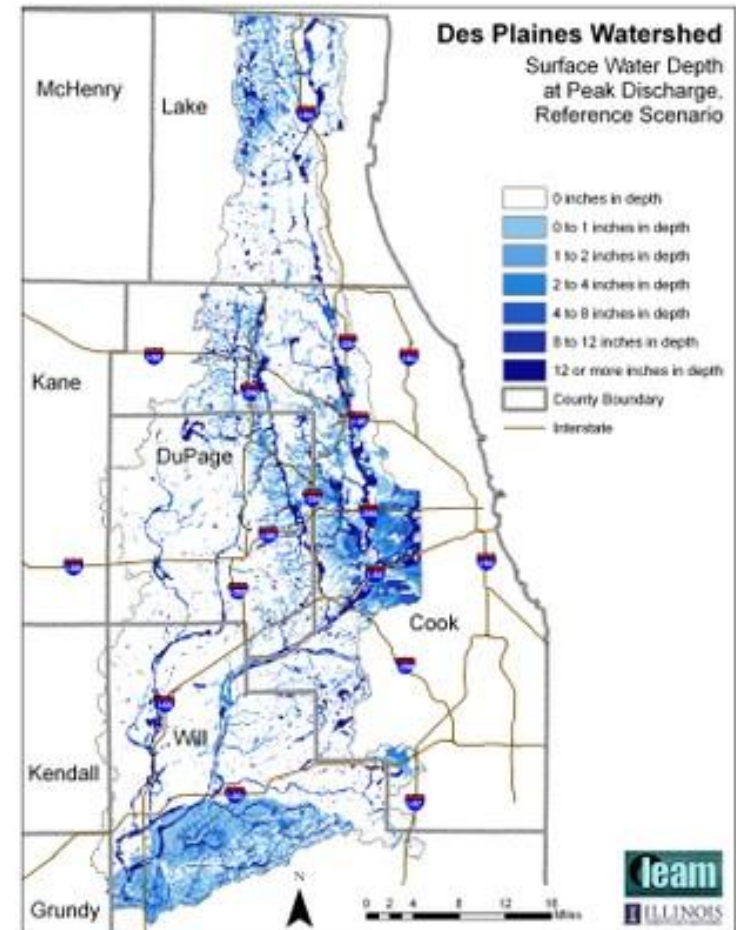 Des Plaines Watershed
Surface Water Depth
at Peak Discharge,
Reference Scenario
McHenry
Lake
0 inches in depth
0 to 1 inches in depth
1 to 2 inches in depth
2 to 4 inches in depth
4 to 8 inches in depth
8 to 12 inches in depth
12 or more inches in depth
County Boundary
Interstate
Kane
DuPage
Cook
Will
Kendall
Grundy
N
0 2 4 8 12 16
Miles
leam
ILLINOIS